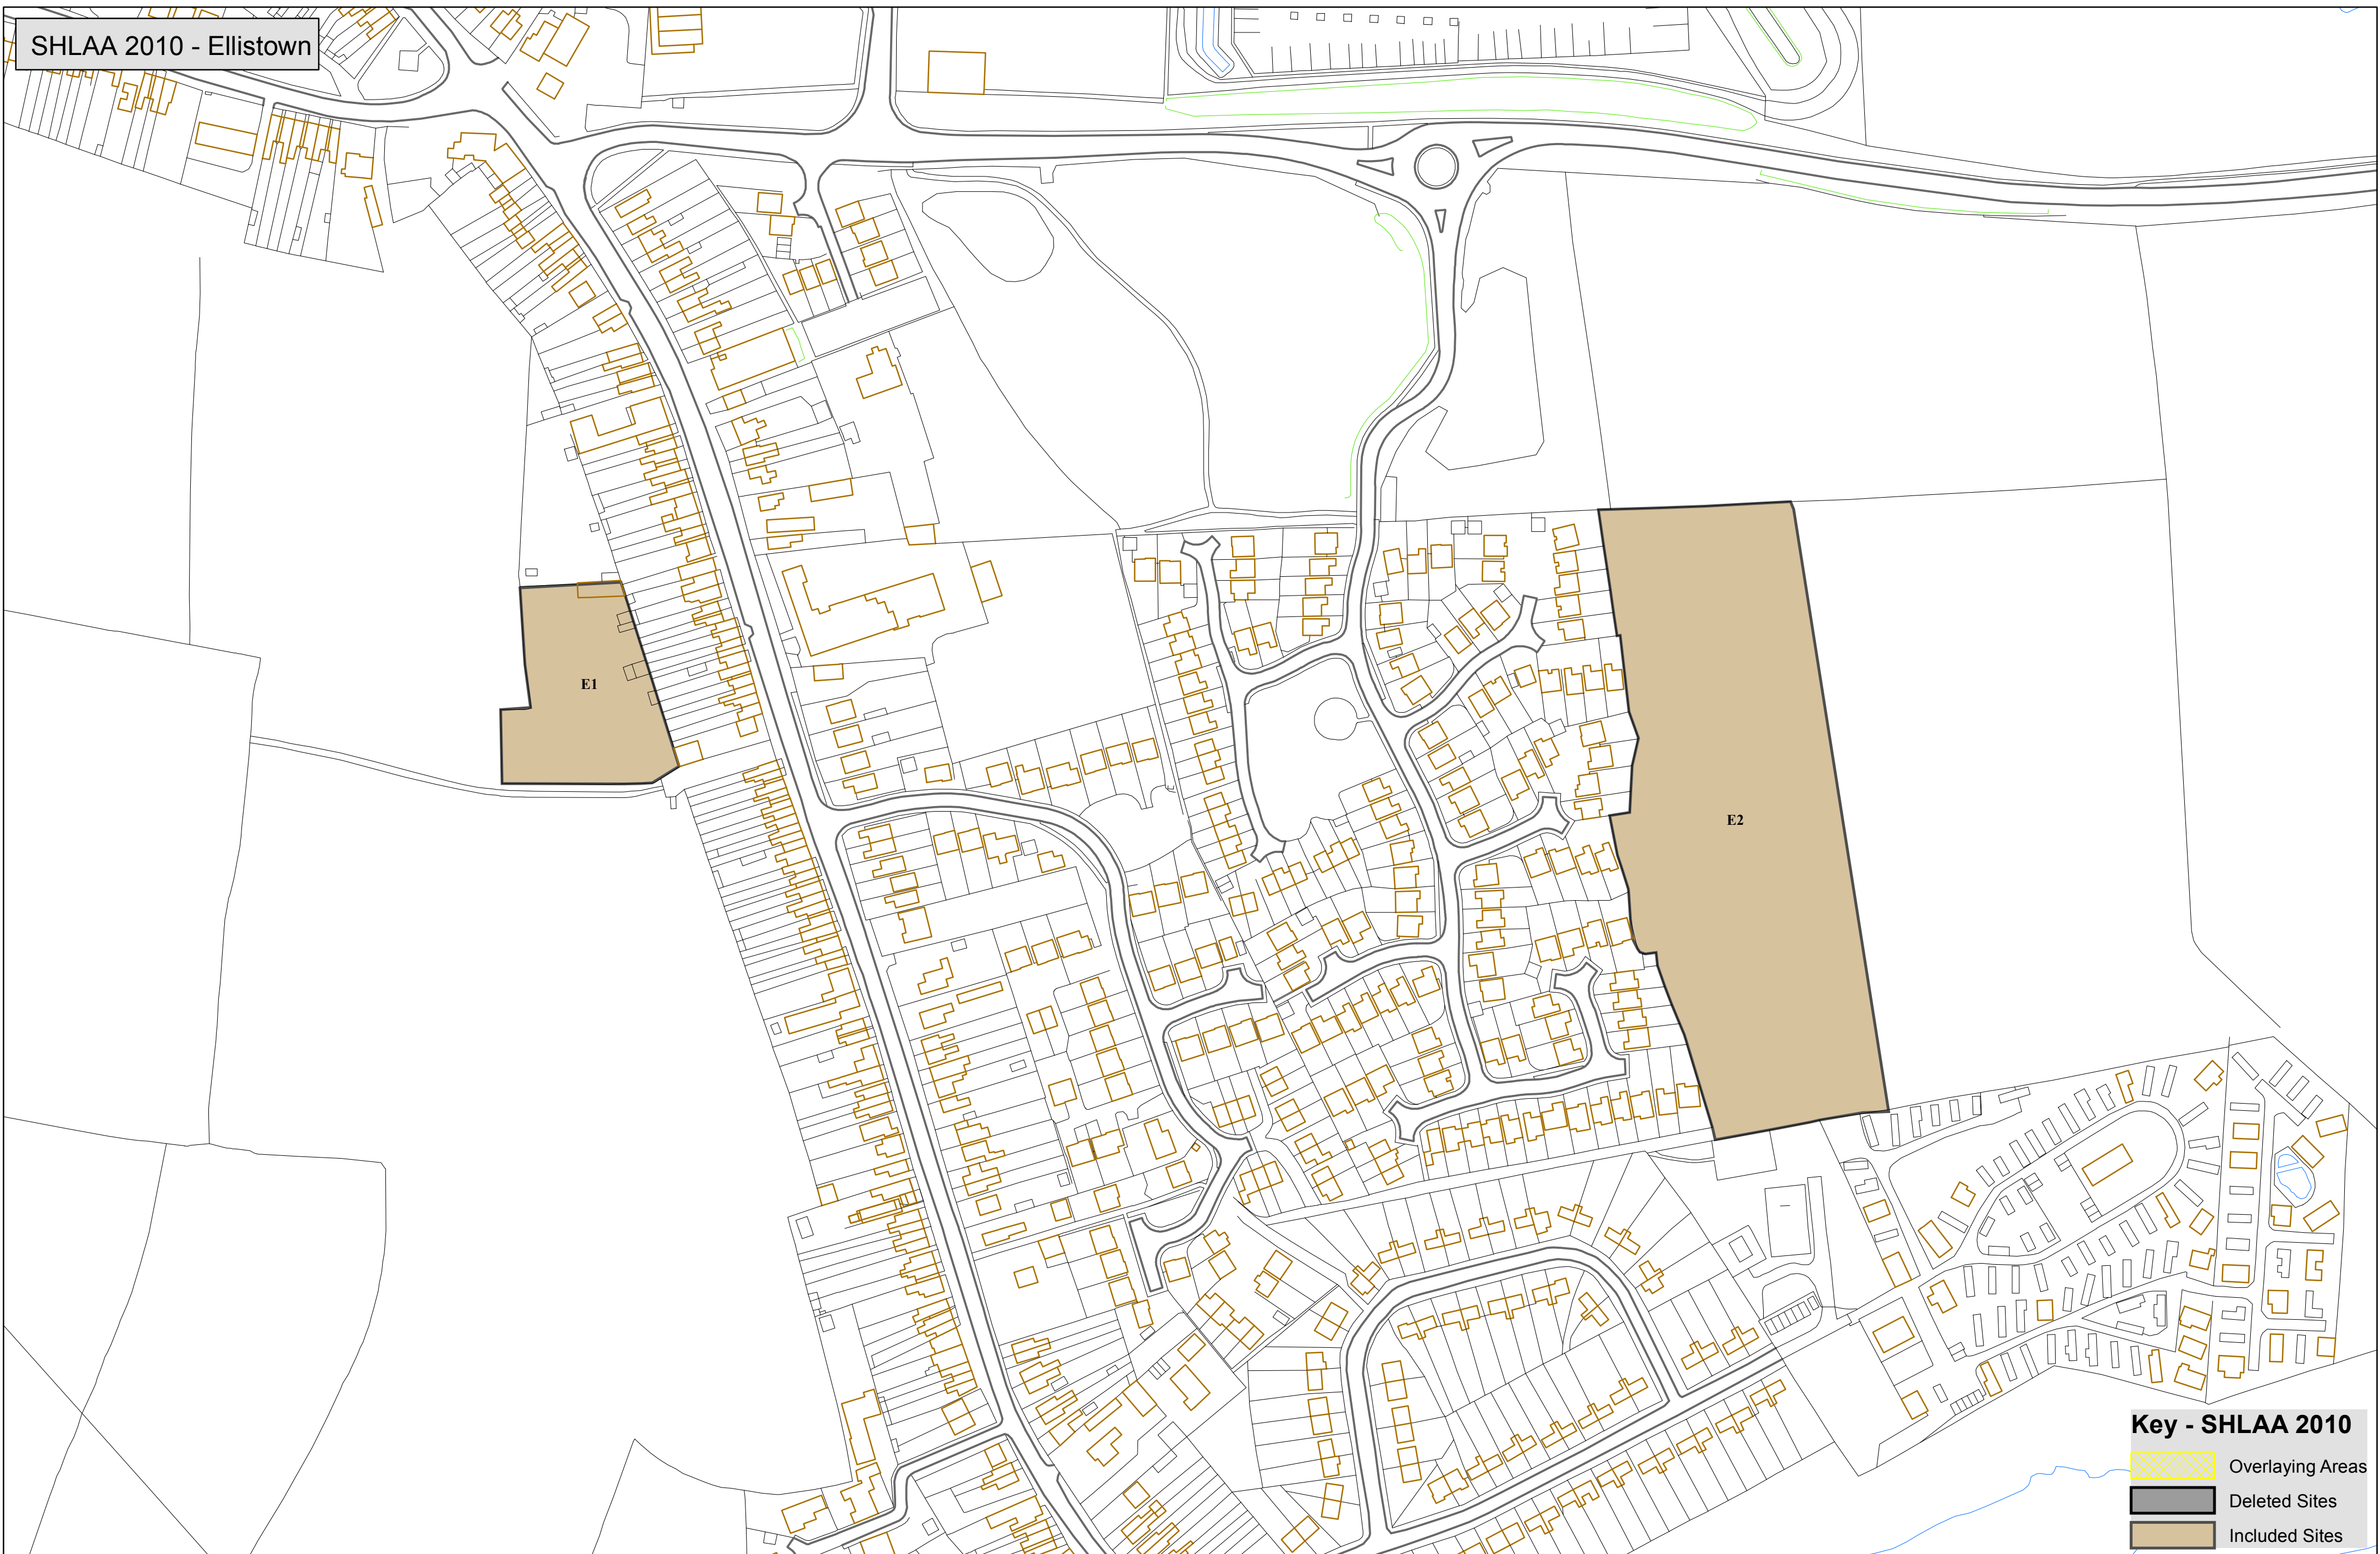 SHLAA 2010 - Ellistown
E1
E2
Key - SHLAA 2010
Overlaying Areas
Deleted Sites
Included Sites